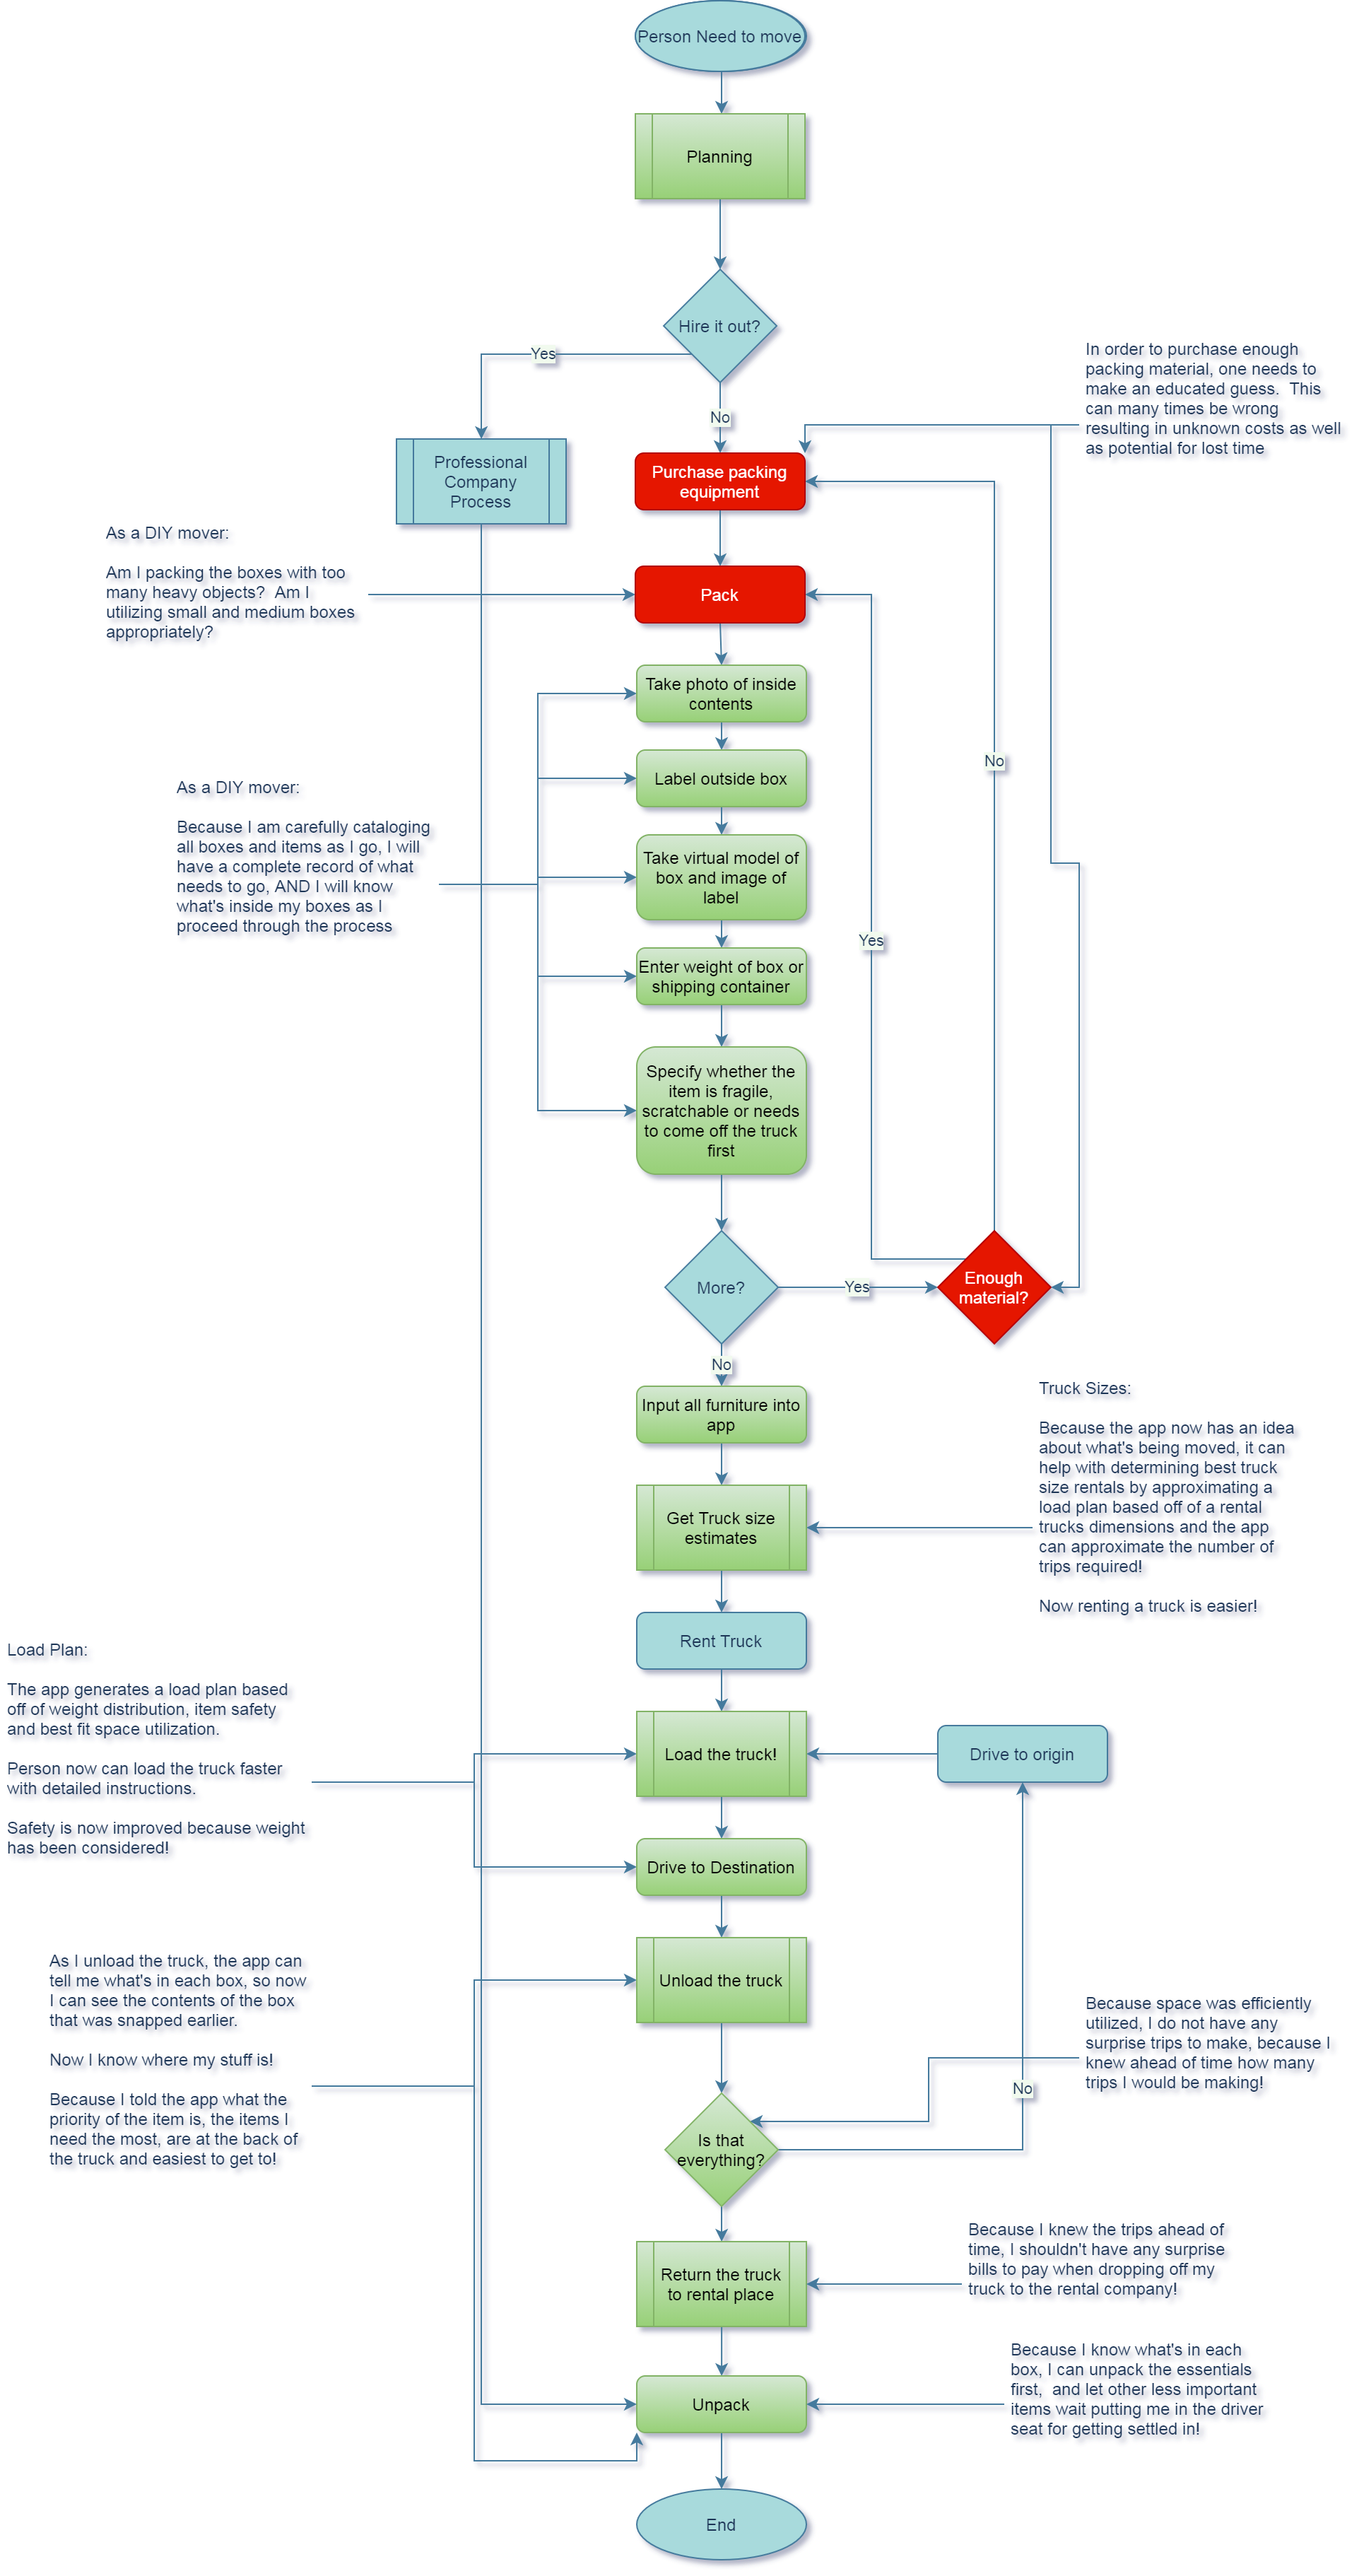 Person Need to move
Planning
Hire it out?
Yes
No
In order to purchase enough
packing material, one needs to
make an educated guess.  This
can many times be wrong
resulting in unknown costs as well
as potential for lost time
Professional
Company
Process
Purchase packing
equipment
As a DIY mover:
Am I packing the boxes with too
many heavy objects?  Am I
utilizing small and medium boxes
appropriately?
Pack
Take photo of inside
contents
Label outside box
No
As a DIY mover:
Because I am carefully cataloging
all boxes and items as I go, I will
have a complete record of what
needs to go, AND I will know
what's inside my boxes as I
proceed through the process
Take virtual model of
box and image of
label
Yes
Enter weight of box or
shipping container
Specify whether the
item is fragile,
scratchable or needs
to come off the truck
first
More?
Yes
Enough
material?
No
Input all furniture into
app
Truck Sizes:
Because the app now has an idea
about what's being moved, it can
help with determining best truck
size rentals by approximating a
load plan based off of a rental
trucks dimensions and the app
can approximate the number of
trips required!
Now renting a truck is easier!
Get Truck size
estimates
Rent Truck
Load Plan:
The app generates a load plan based
off of weight distribution, item safety
and best fit space utilization.
Person now can load the truck faster
with detailed instructions.
Safety is now improved because weight
has been considered!
Load the truck!
Drive to origin
Drive to Destination
As I unload the truck, the app can
tell me what's in each box, so now
I can see the contents of the box
that was snapped earlier.
Now I know where my stuff is!
Because I told the app what the
priority of the item is, the items I
need the most, are at the back of
the truck and easiest to get to!
Unload the truck
Because space was efficiently
utilized, I do not have any
surprise trips to make, because I
knew ahead of time how many
trips I would be making!
No
Is that
everything?
Because I knew the trips ahead of
time, I shouldn't have any surprise
bills to pay when dropping off my
truck to the rental company!
Return the truck
to rental place
Because I know what's in each
box, I can unpack the essentials
first,  and let other less important
items wait putting me in the driver
seat for getting settled in!
Unpack
End